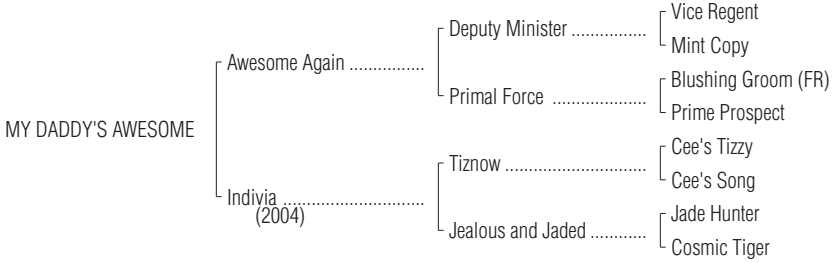 Vice Regent
Deputy Minister ................
Mint Copy
Awesome Again ................
Blushing Groom (FR)
Primal Force ....................
Prime Prospect
MY DADDY'S AWESOME
Cee's Tizzy
Tiznow ..............................
Cee's Song
Indivia ..............................
(2004)
Jade Hunter
Jealous and Jaded ............
Cosmic Tiger